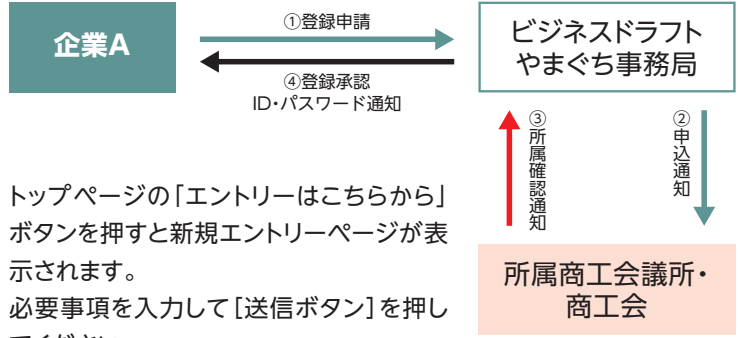 企業A
①登録申請
④登録承認
ID・パスワード通知
ビジネスドラフト
やまぐち事務局
③所属確認通知
②申込通知
所属商工会議所・
商工会
トップページの「エントリーはこちらから」
ボタンを押すと新規エントリーページが表
示されます。
必要事項を入力して[送信ボタン]を押し